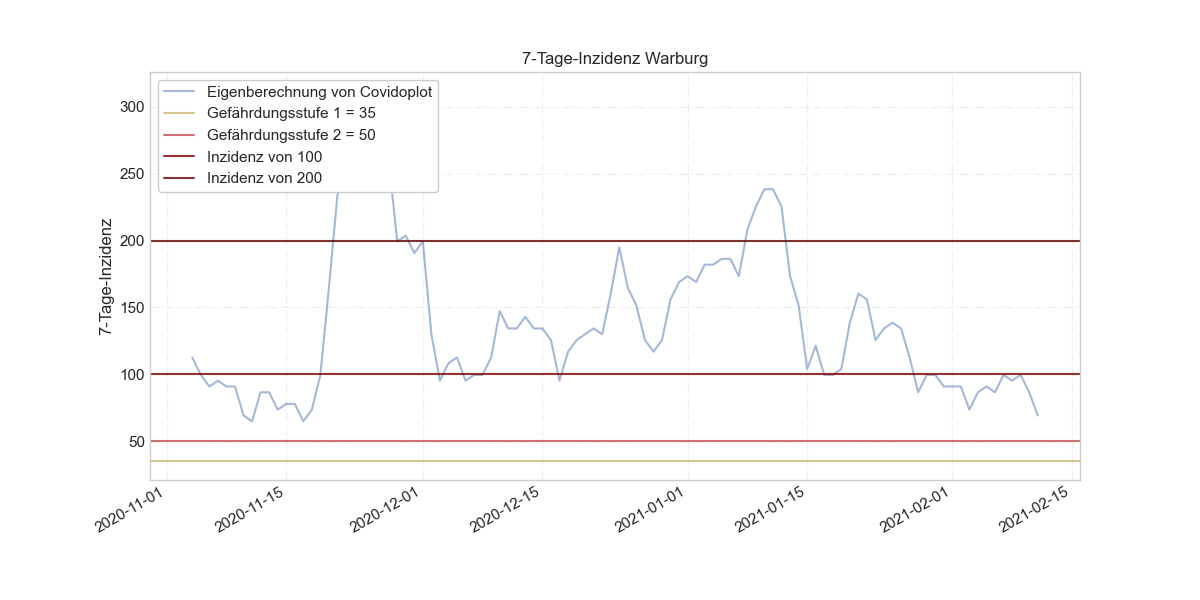 7-Tage-Inzidenz Warburg
Eigenberechnung von Covidoplot
Gefährdungsstufe 1 = 35
Gefährdungsstufe 2 = 50
Inzidenz von 100
Inzidenz von 200
7-Tage-Inzidenz
300
250
200
150
100
50
2020-11-01
2020-11-15
2020-12-01
2020-12-15
2021-01-01
2021-01-15
2021-02-01
2021-02-15